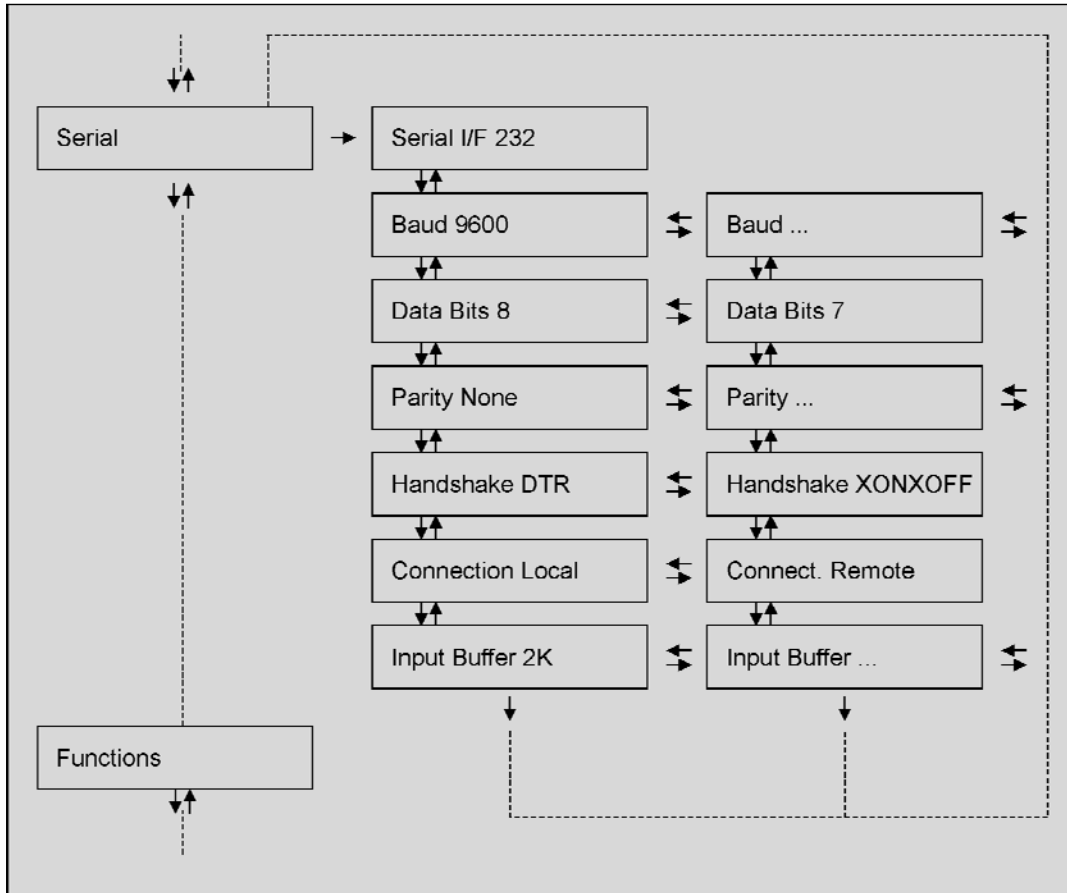 Serial
Serial I/F 232
Baud 9600
Baud ...
Data Bits 8
Data Bits 7
Parity None
Parity ...
Handshake DTR
Handshake XONXOFF
Connection Local
Connect. Remote
Input Buffer 2K
Input Buffer ...
Functions